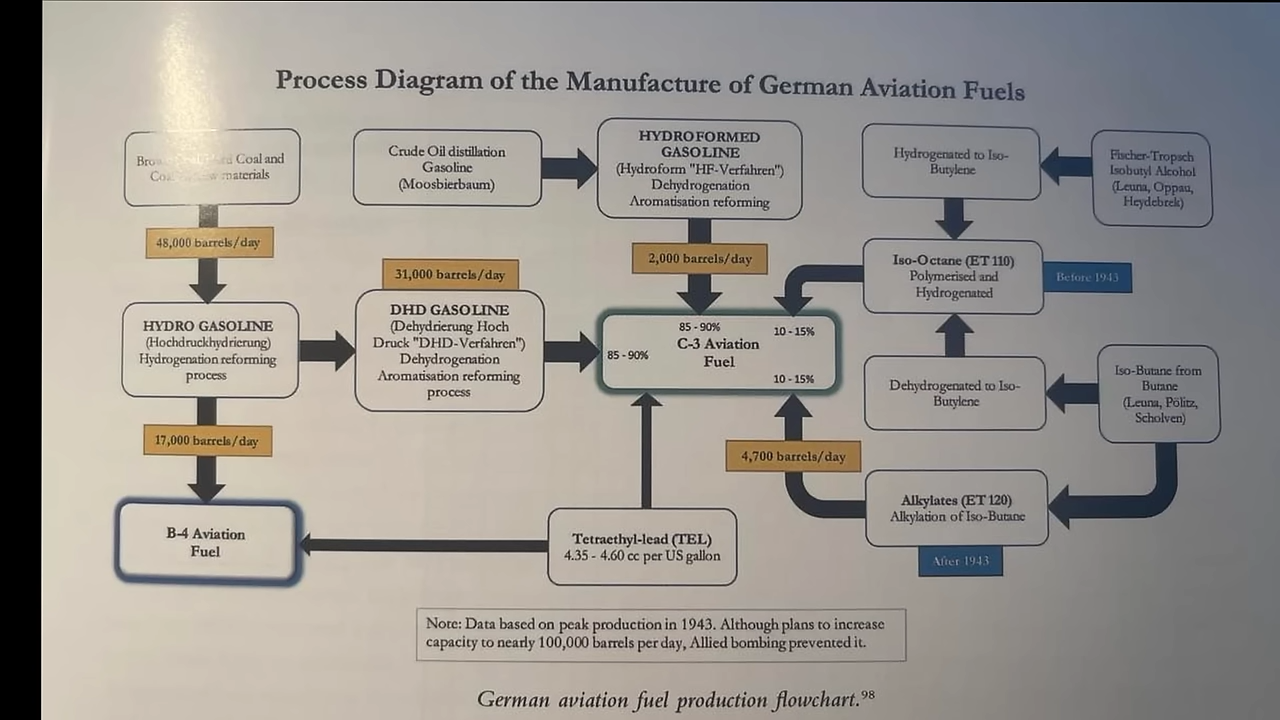 Process Diagram of the Manufacture of German Aviation Fuels
Coal and
materials
48,000 barrels/day
HYDRO GASOLINE
(Hochdruckhydrierung)
Hydrogenation reforming
process
17,000 barrels/day
B-4 Aviation
Fuel
Crude Oil distillation
Gasoline
(Moosbierbaum)
31,000 barrels/day
DHD GASOLINE
(Dehydrierung Hoch
Druck "DHD-Verfahren")
Dehydrogenation
Aromatisation reforming
process
HYDROFORMED
GASOLINE
(Hydroform "HF-Verfahren")
Dehydrogenation
Aromatisation reforming
2,000 barrels/day
85 - 90%
10 - 15%
C-3 Aviation
85 - 90%
Fuel
10 - 15%
4,700 barrels/day
Tetraethyl-lead (TEL)
4.35 - 4.60 cc per US gallon
Hydrogenated to Iso-
Butylene
Fischer-Tropsch
Isobutyl Alcohol
(Leuna, Oppau,
Heydebrek)
Iso-Octane (ET 110)
Polymerised and
Hydrogenated
Before 1943
Dehydrogenated to Iso-
Butylene
Iso-Butane from
Butane
(Leuna, Pölitz,
Scholven)
Alkylates (ET 120)
Alkylation of Iso-Butane
After 1943
Note: Data based on peak production in 1943. Although plans to increase
capacity to nearly 100,000 barrels per day, Allied bombing prevented it.
German aviation fuel production flowchart.98